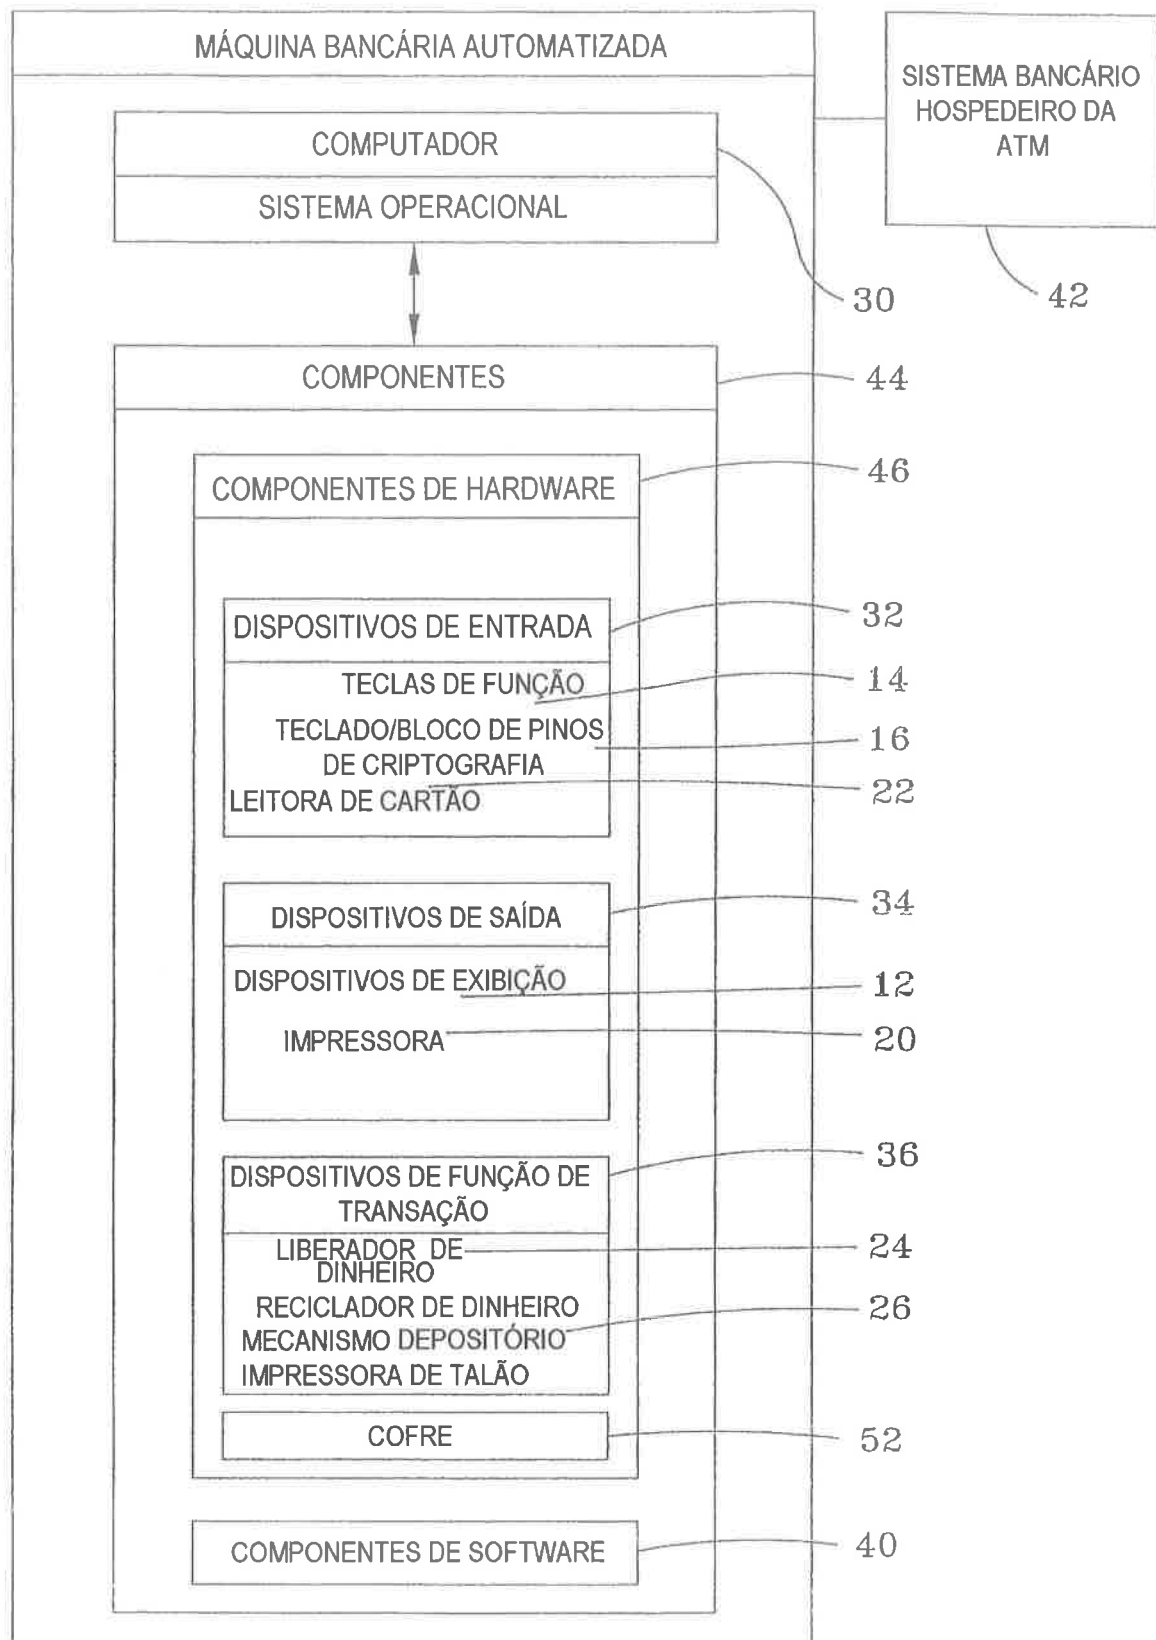 MÁQUINA BANCÁRIA AUTOMATIZADA
SISTEMA BANCÁRIO
HOSPEDEIRO DA
ATM
COMPUTADOR
SISTEMA OPERACIONAL
30
42
COMPONENTES
44
COMPONENTES DE HARDWARE
46
DISPOSITIVOS DE ENTRADA
32
TECLAS DE FUNÇÃO
14
TECLADO/BLOCO DE PINOS
DE CRIPTOGRAFIA
16
LEITORA DE CARTÃO
22
DISPOSITIVOS DE SAÍDA
34
DISPOSITIVOS DE EXIBIÇÃO
12
IMPRESSORA
20
DISPOSITIVOS DE FUNÇÃO DE
TRANSAÇÃO
36
LIBERADOR DE
DINHEIRO
24
RECICLADOR DE DINHEIRO
MECANISMO DEPOSITÓRIO
26
IMPRESSORA DE TALÃO
COFRE
52
COMPONENTES DE SOFTWARE
40